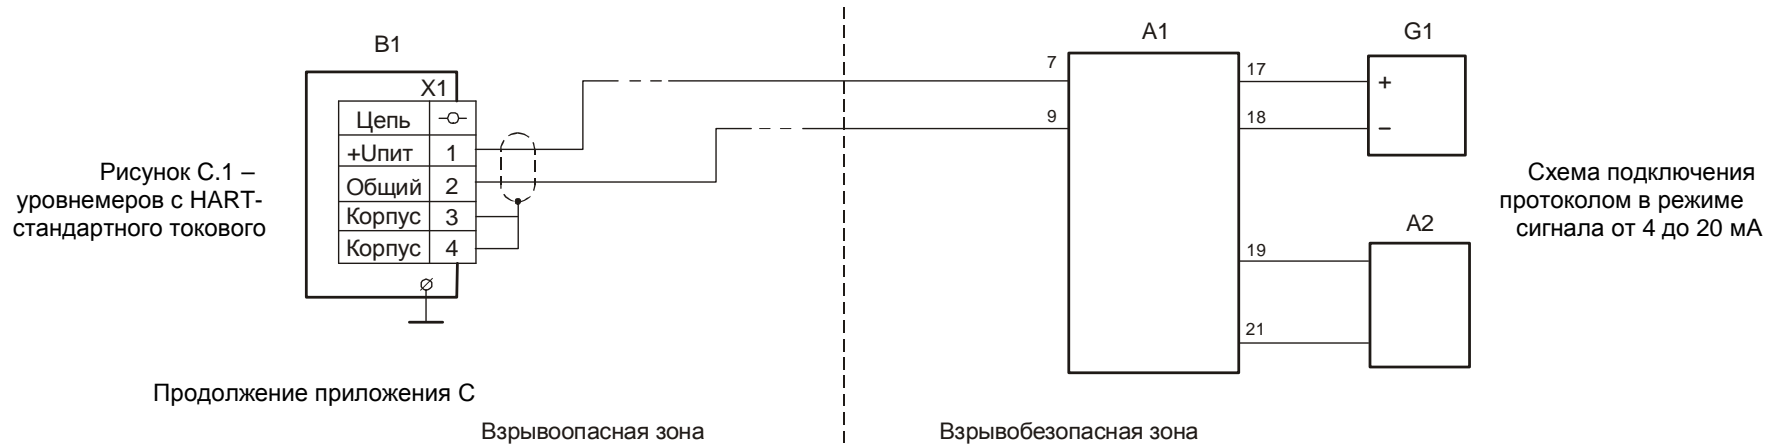 B1
A1
G1
X1
Цепь
+Uпит 1
Общий 2
Корпус 3
Корпус 4
7
9
17
18
+
−
A2
19
21
Рисунок С.1 –
уровнемеров с HART-
стандартного токового
Схема подключения
протоколом в режиме
сигнала от 4 до 20 мА
Продолжение приложения С
Взрывоопасная зона
Взрывобезопасная зона